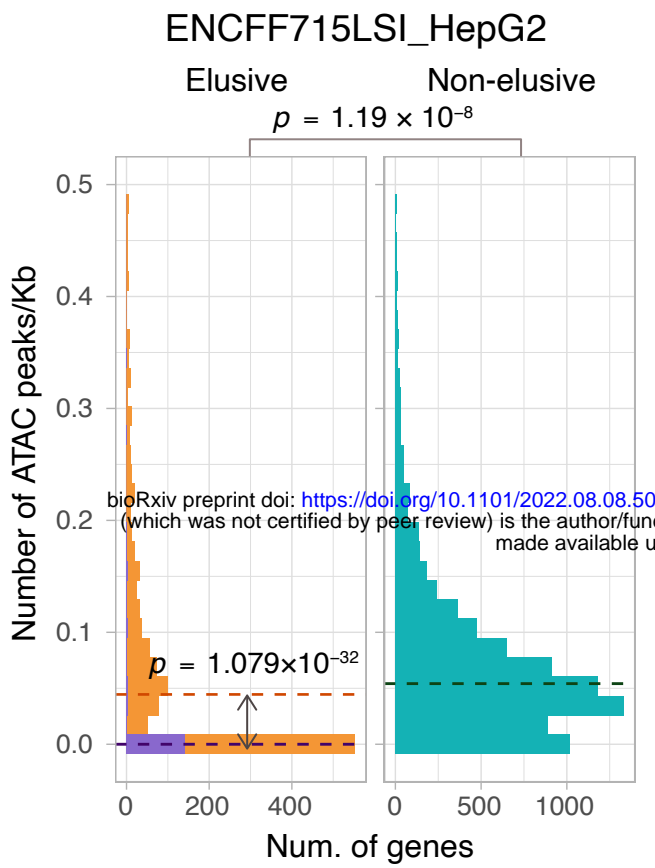 ENCFF715LSI_HepG2
Elusive Non-elusive
p = 1.19 × 10⁻⁸
0.5
0.4
0.3
0.2
0.1
0.0
Number of ATAC peaks/Kb
bioRxiv preprint doi: https://doi.org/10.1101/2022.08.08.50
(which was not certified by peer review) is the author/fund
made available u
p = 1.079×10⁻³²
0 200 400 0 500 1000
Num. of genes